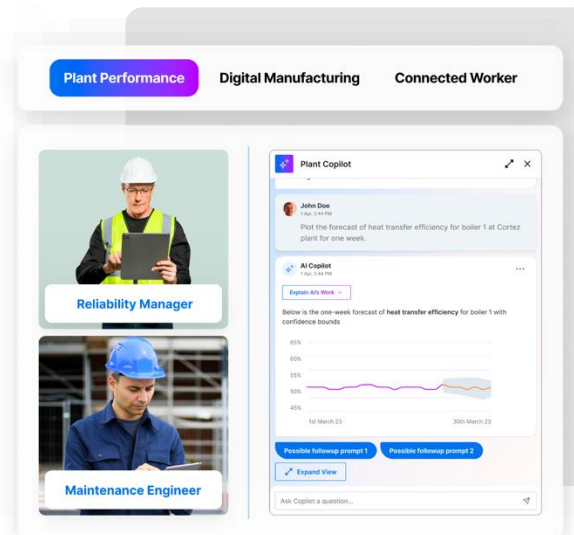 Plant Performance
Digital Manufacturing
Connected Worker
Reliability Manager
Maintenance Engineer
Plant Copilot
John Doe
1 Apr, 2:44 PM
Plot the forecast of heat transfer efficiency for boiler 1 at Cortez
plant for one week.
AI Copilot
1 Apr, 2:44 PM
Explain AI's Work
Below is the one-week forecast of heat transfer efficiency for boiler 1 with
confidence bounds
65%
60%
55%
50%
45%
1st March 23
30th March 23
Possible followup prompt 1
Possible followup prompt 2
Expand View
Ask Copilot a question...